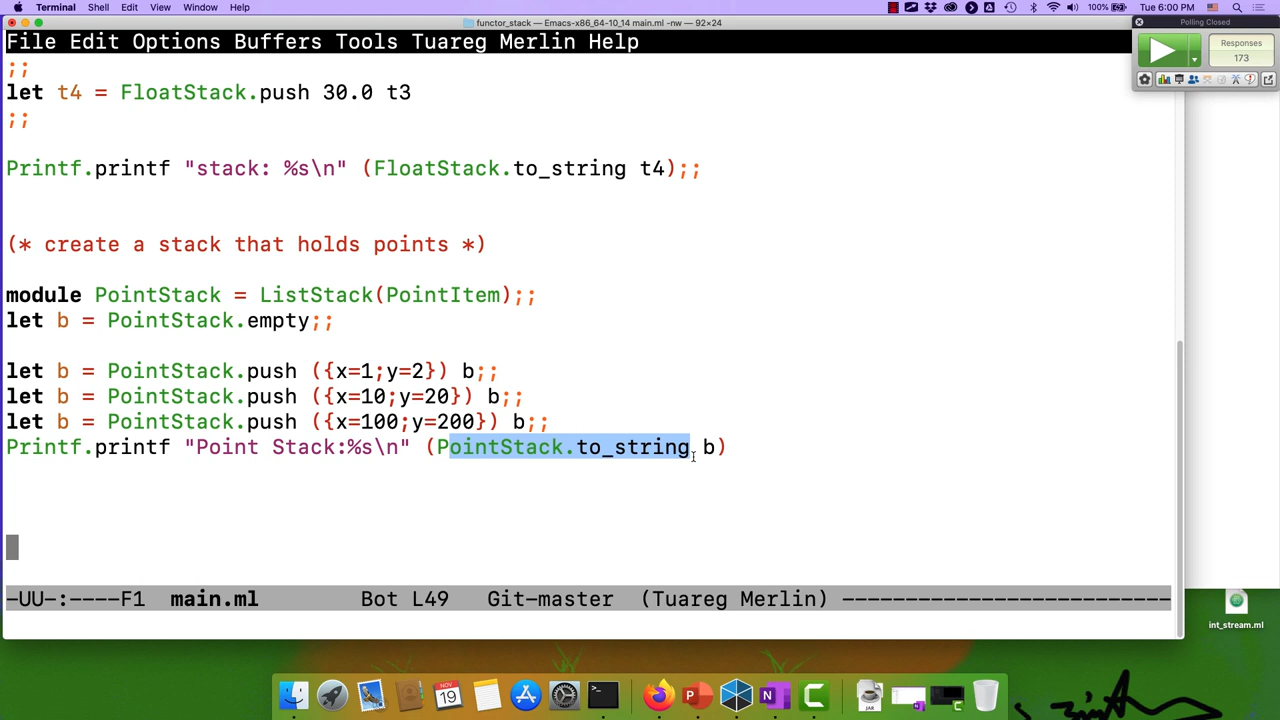 Terminal Shell Edit View Window Help
100% Tue 6:00 PM
functor_stack — Emacs-x86_64-10_14 main.ml -nw — 92×24
Polling Closed
File Edit Options Buffers Tools Tuareg Merlin Help
Responses
173
;;
let t4 = FloatStack.push 30.0 t3
;;
Printf.printf "stack: %s\n" (FloatStack.to_string t4);;
(* create a stack that holds points *)
module PointStack = ListStack(PointItem);;
let b = PointStack.empty;;
let b = PointStack.push ({x=1;y=2}) b;;
let b = PointStack.push ({x=10;y=20}) b;;
let b = PointStack.push ({x=100;y=200}) b;;
Printf.printf "Point Stack:%s\n" (PointStack.to_string b)
-UU-:----F1 main.ml Bot L49 Git-master (Tuareg Merlin) --------------------------
int_stream.ml
NOV
19
JAR